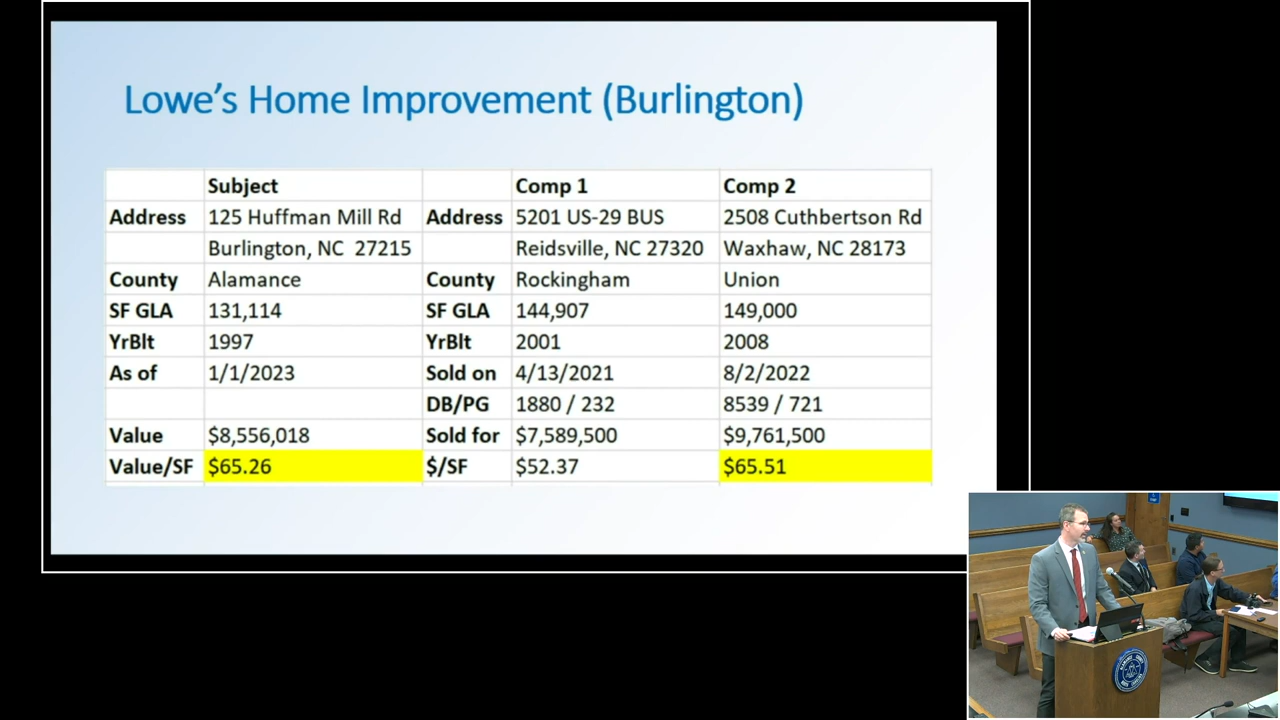 Lowe's Home Improvement (Burlington)
Subject Comp 1 Comp 2
Address 125 Huffman Mill Rd Address 5201 US-29 BUS 2508 Cuthbertson Rd
Burlington, NC 27215 Reidsville, NC 27320 Waxhaw, NC 28173
County Alamance County Rockingham Union
SF GLA 131,114 SF GLA 144,907 149,000
YrBlt 1997 YrBlt 2001 2008
As of 1/1/2023 Sold on 4/13/2021 8/2/2022
DB/PG 1880 / 232 8539 / 721
Value $8,556,018 Sold for $7,589,500 $9,761,500
Value/SF $65.26 $/SF $52.37 $65.51